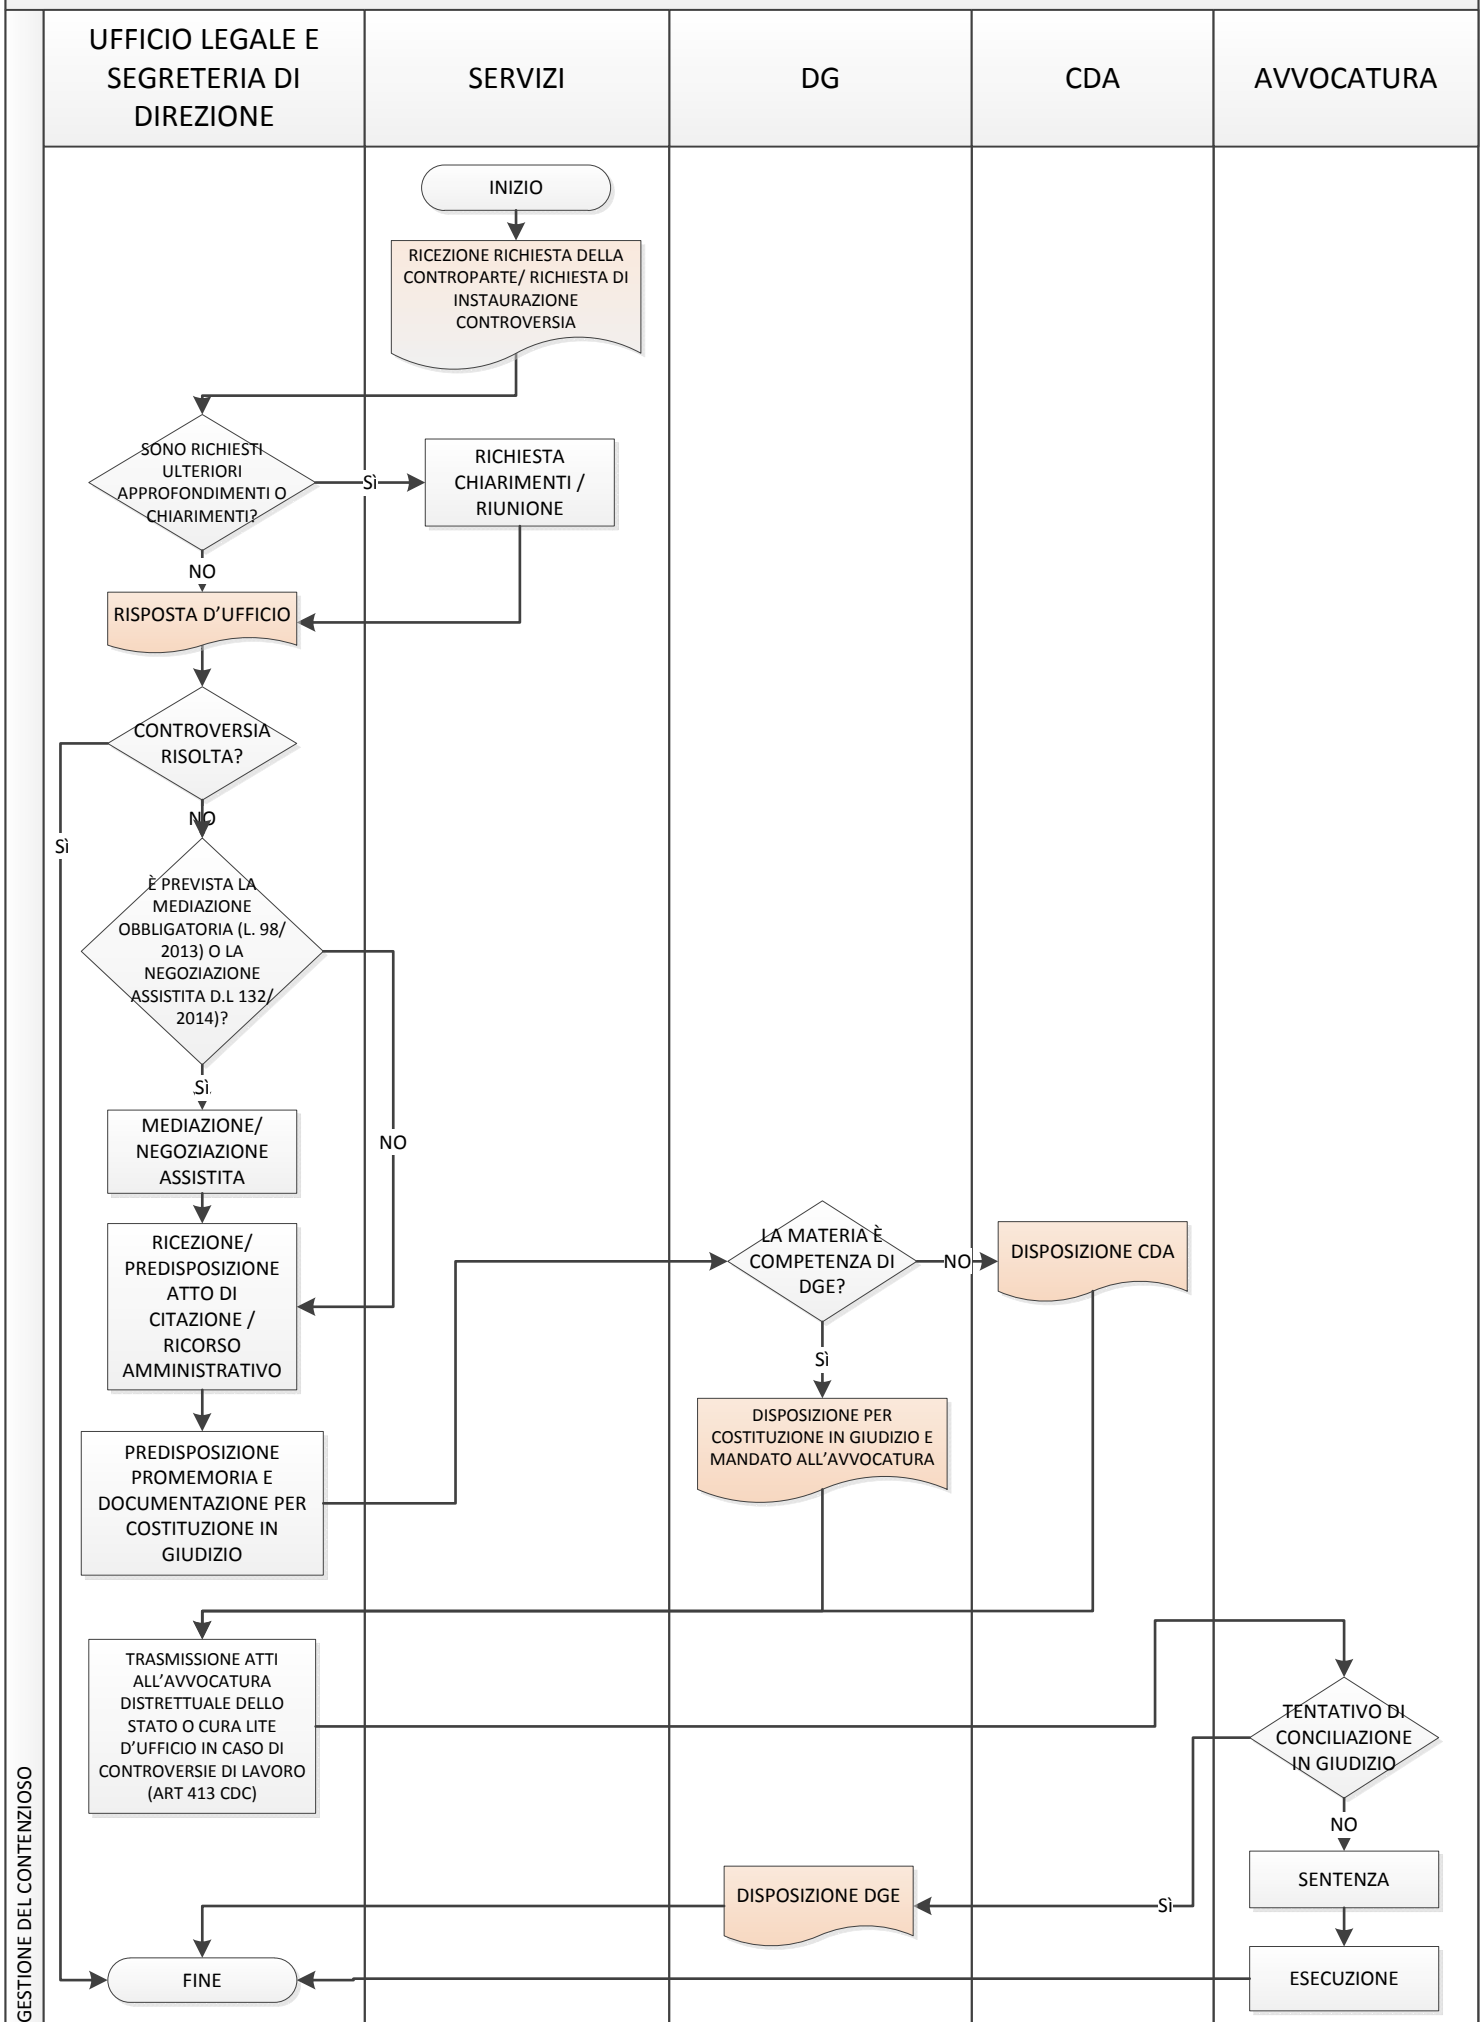 UFFICIO LEGALE E
SEGRETERIA DI
DIREZIONE
SERVIZI
DG
CDA
AVVOCATURA
INIZIO
RICEZIONE RICHIESTA DELLA
CONTROPARTE/ RICHIESTA DI
INSTAURAZIONE
CONTROVERSIA
SONO RICHIESTI
ULTERIORI
APPROFONDIMENTI O
CHIARIMENTI?
Sì
RICHIESTA
CHIARIMENTI /
RIUNIONE
NO
RISPOSTA D'UFFICIO
CONTROVERSIA
RISOLTA?
NO
Sì
È PREVISTA LA
MEDIAZIONE
OBBLIGATORIA (L. 98/
2013) O LA
NEGOZIAZIONE
ASSISTITA D.L 132/
2014)?
Sì
MEDIAZIONE/
NEGOZIAZIONE
ASSISTITA
NO
RICEZIONE/
PREDISPOSIZIONE
ATTO DI
CITAZIONE /
RICORSO
AMMINISTRATIVO
LA MATERIA È
COMPETENZA DI
DGE?
NO
DISPOSIZIONE CDA
Sì
DISPOSIZIONE PER
COSTITUZIONE IN GIUDIZIO E
MANDATO ALL'AVVOCATURA
PREDISPOSIZIONE
PROMEMORIA E
DOCUMENTAZIONE PER
COSTITUZIONE IN
GIUDIZIO
TRASMISSIONE ATTI
ALL'AVVOCATURA
DISTRETTUALE DELLO
STATO O CURA LITE
D'UFFICIO IN CASO DI
CONTROVERSIE DI LAVORO
(ART 413 CDC)
TENTATIVO DI
CONCILIAZIONE
IN GIUDIZIO
NO
SENTENZA
Sì
DISPOSIZIONE DGE
ESECUZIONE
FINE
GESTIONE DEL CONTENZIOSO